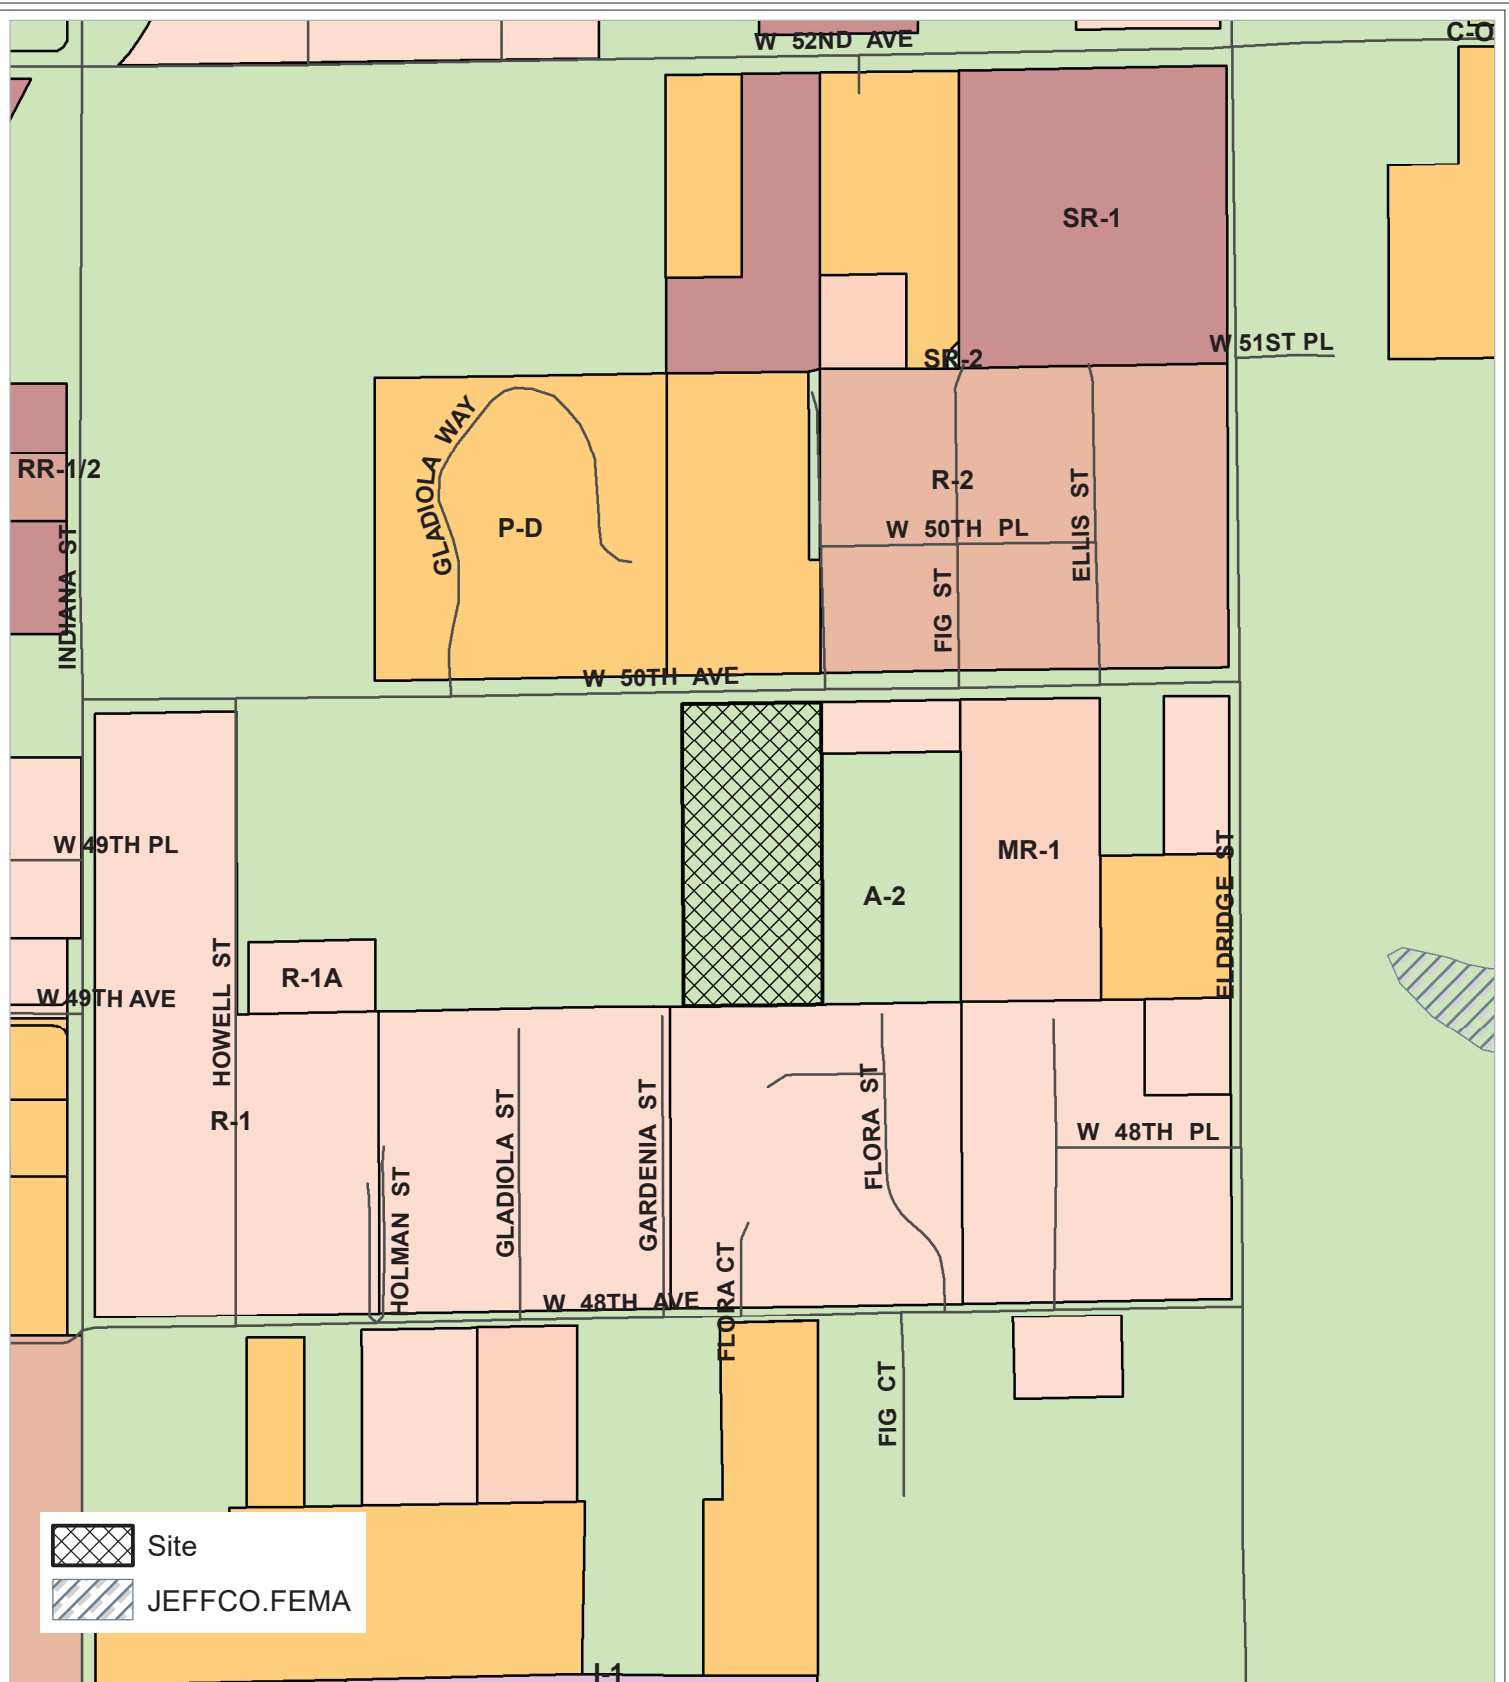 C-O
W 52ND AVE
SR-1
W 51ST PL
SR-2
GLADIOLA WAY
RR-1/2
R-2
P-D
W 50TH PL
ELLIS ST
INDIANA ST
FIG ST
W 50TH AVE
W 49TH PL
MR-1
A-2
ELDRIDGE ST
R-1A
W 49TH AVE
HOWELL ST
R-1
W 48TH PL
FLORA ST
GLADIOLA ST
GARDENIA ST
HOLMAN ST
W 48TH AVE
FLORA CT
FIG CT
Site
JEFFCO.FEMA
I-1